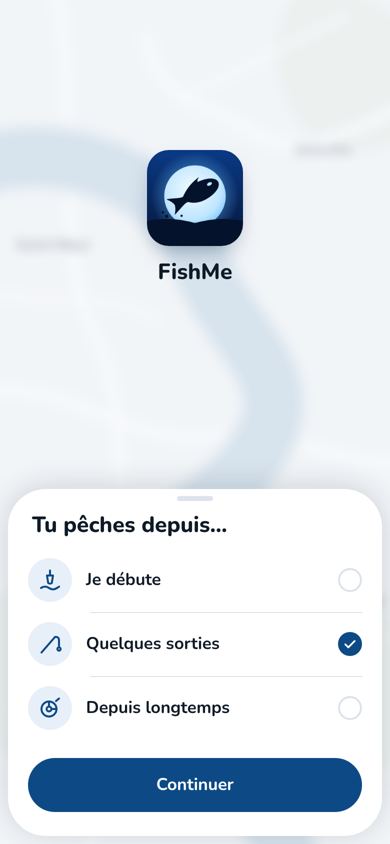 FishMe
Tu pêches depuis...
Je débute
Quelques sorties
Depuis longtemps
Continuer